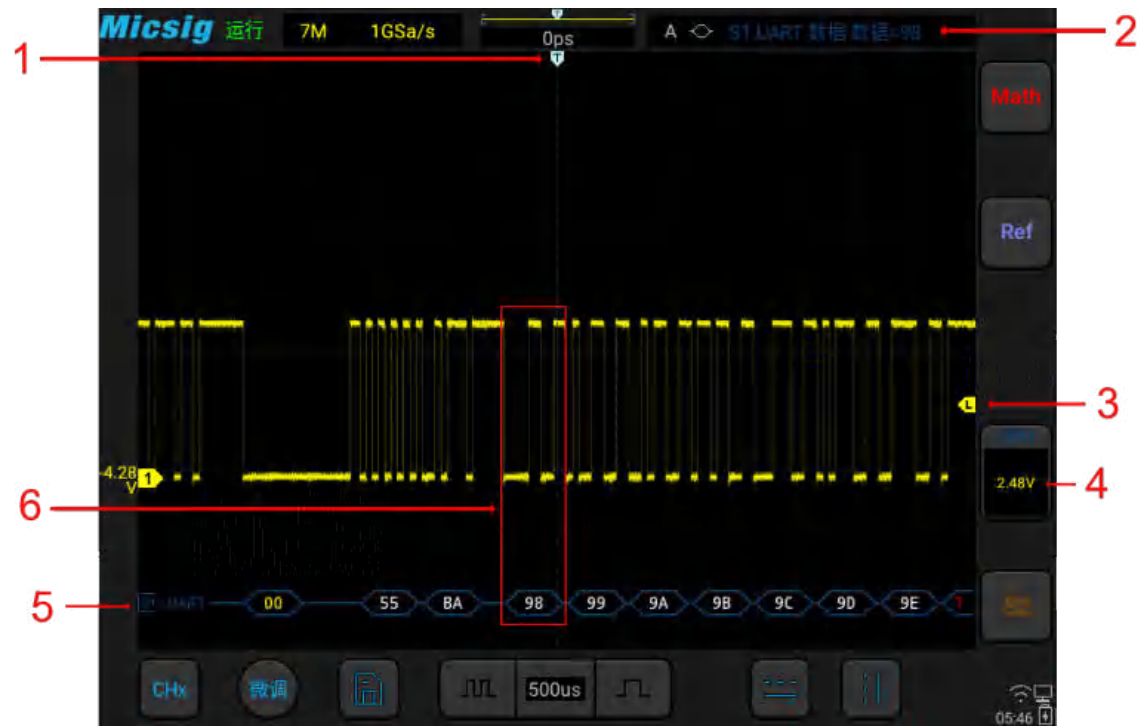 Micsig 运行 7M 1GSa/s 0ps A S1 UART 数据 数据=98
T
Math
Ref
L
-4.28
V
1
2.48V
UART 00 55 BA 98 99 9A 9B 9C 9D 9E
CHx 微调 500us
05:46
1
2
3
4
5
6